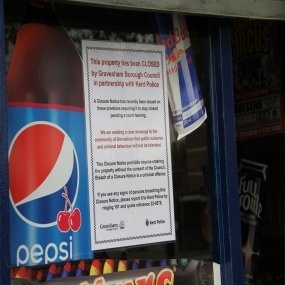 This property has been CLOSED
by Gravesham Borough Council
in partnership with Kent Police
A Closure Notice has recently been issued on
these premises requiring it to stay closed
pending a court hearing.
We are sending a clear message to the
community of Gravesham that public nuisance
and criminal behaviour will not be tolerated.
This Closure Notice prohibits anyone entering
the property without the consent of the Council.
Breach of a Closure Notice is a criminal offence.
If you see any signs of persons breaching this
Closure Notice, please report it to Kent Police by
ringing 101 and quote reference
Gravesham
Kent Police
pepsi
Red Bull